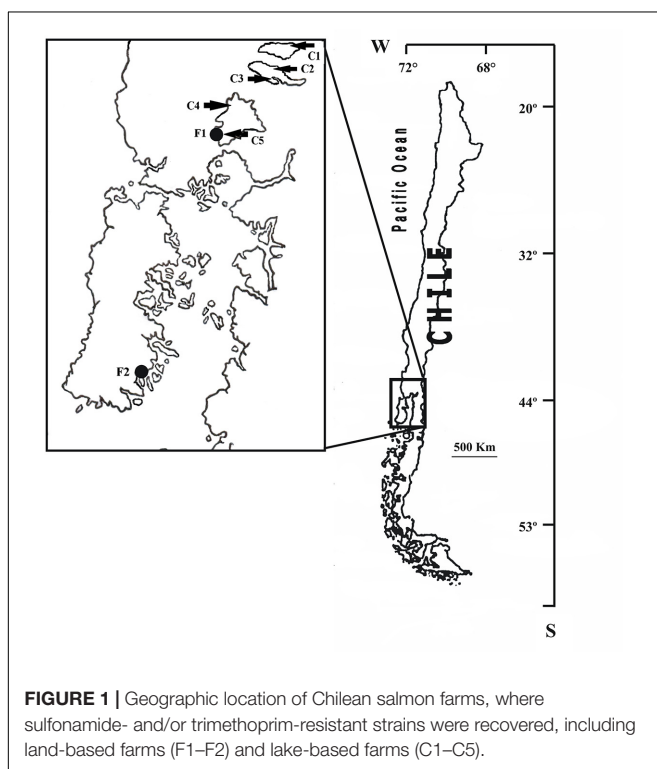 W
72° 68°
C1
C2
C3
C4
F1
C5
F2
20°
32°
44°
53°
S
Pacific Ocean
CHILE
500 Km
FIGURE 1 | Geographic location of Chilean salmon farms, where
sulfonamide- and/or trimethoprim-resistant strains were recovered, including
land-based farms (F1–F2) and lake-based farms (C1–C5).